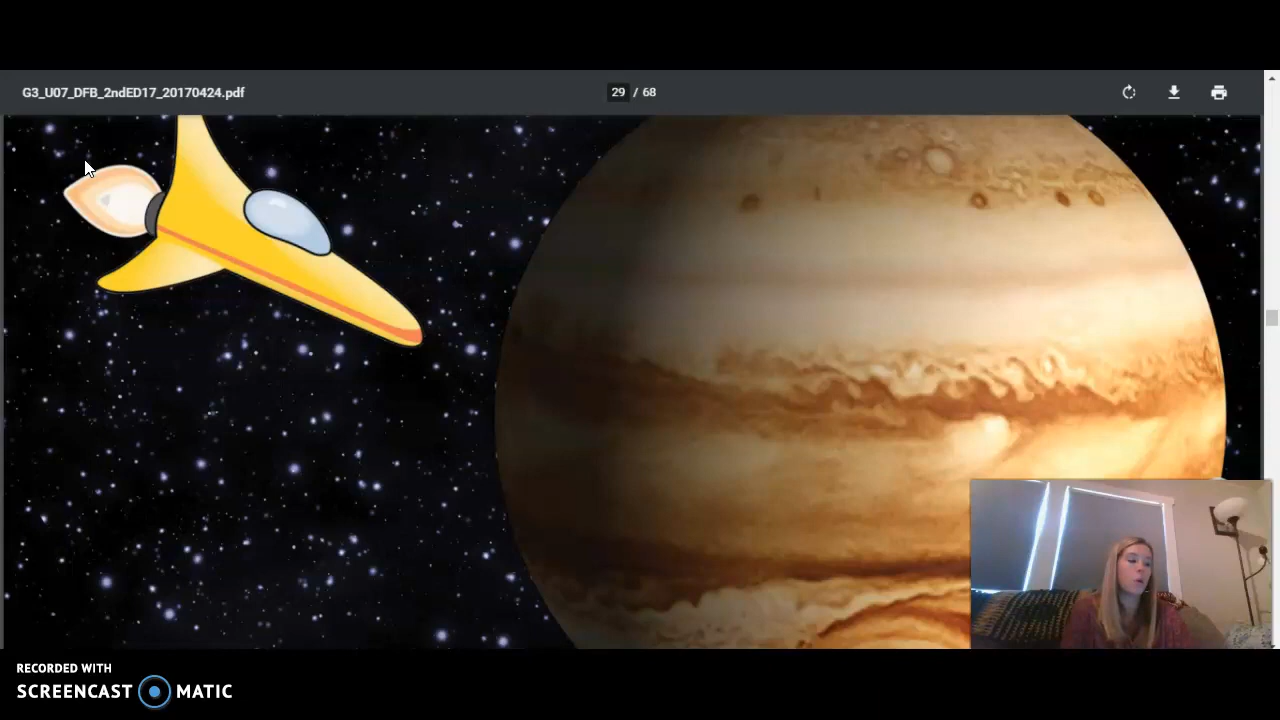 G3_U07_DFB_2ndED17_20170424.pdf
29 / 68
RECORDED WITH
SCREENCAST MATIC